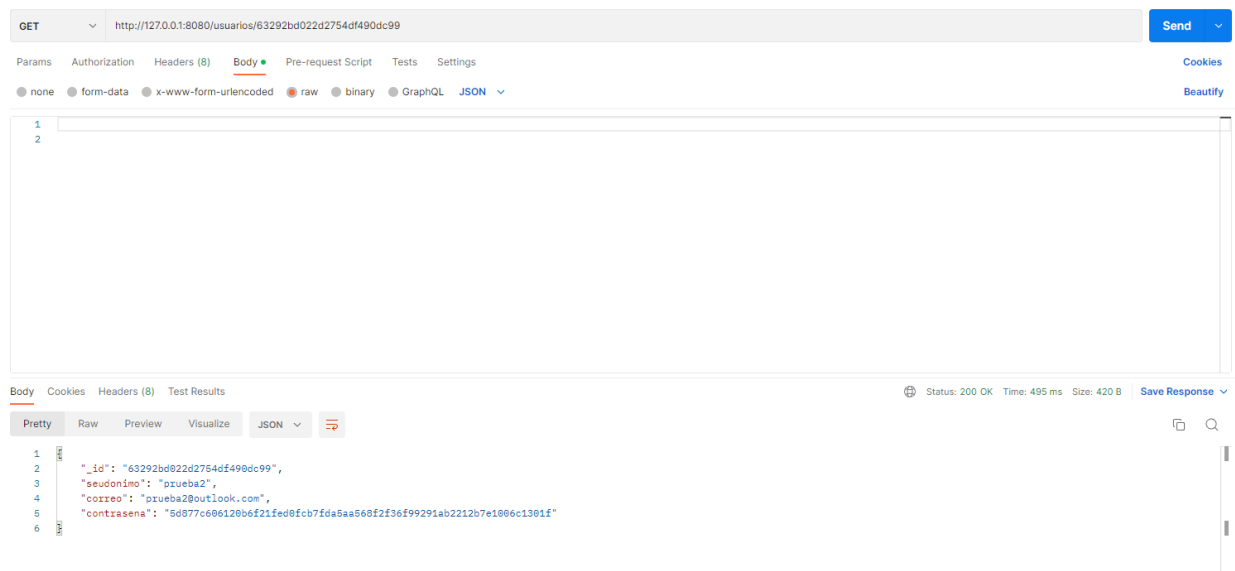 GET http://127.0.0.1:8080/usuarios/63292bd022d2754df490dc99 Send
Params Authorization Headers (8) Body Pre-request Script Tests Settings Cookies
none form-data x-www-form-urlencoded raw binary GraphQL JSON Beautify
1
2
Body Cookies Headers (8) Test Results Status: 200 OK Time: 495 ms Size: 420 B Save Response
Pretty Raw Preview Visualize JSON
1 {
2 "_id": "63292bd022d2754df490dc99",
3 "seudonimo": "prueba2",
4 "correo": "prueba2@outlook.com",
5 "contrasena": "5d877c606120b6f21fed0fcb7fda5aa568f2f36f99291ab2212b7e1006c1301f"
6 }